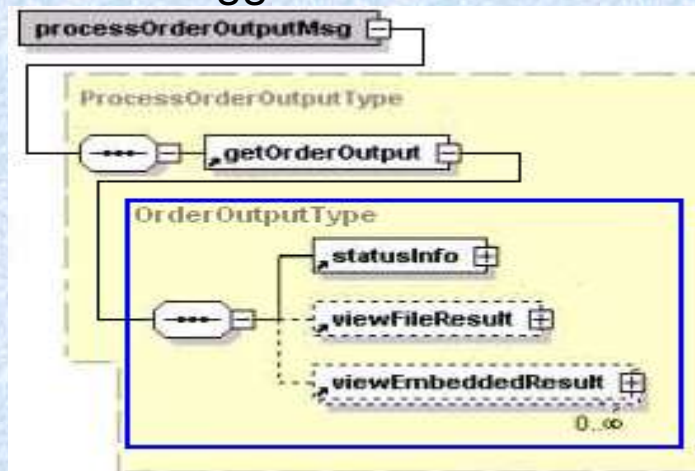 processOrderOutputMsg
ProcessOrderOutputType
getOrderOutput
OrderOutputType
statusInfo
viewFileResult
viewEmbeddedResult
0..∞